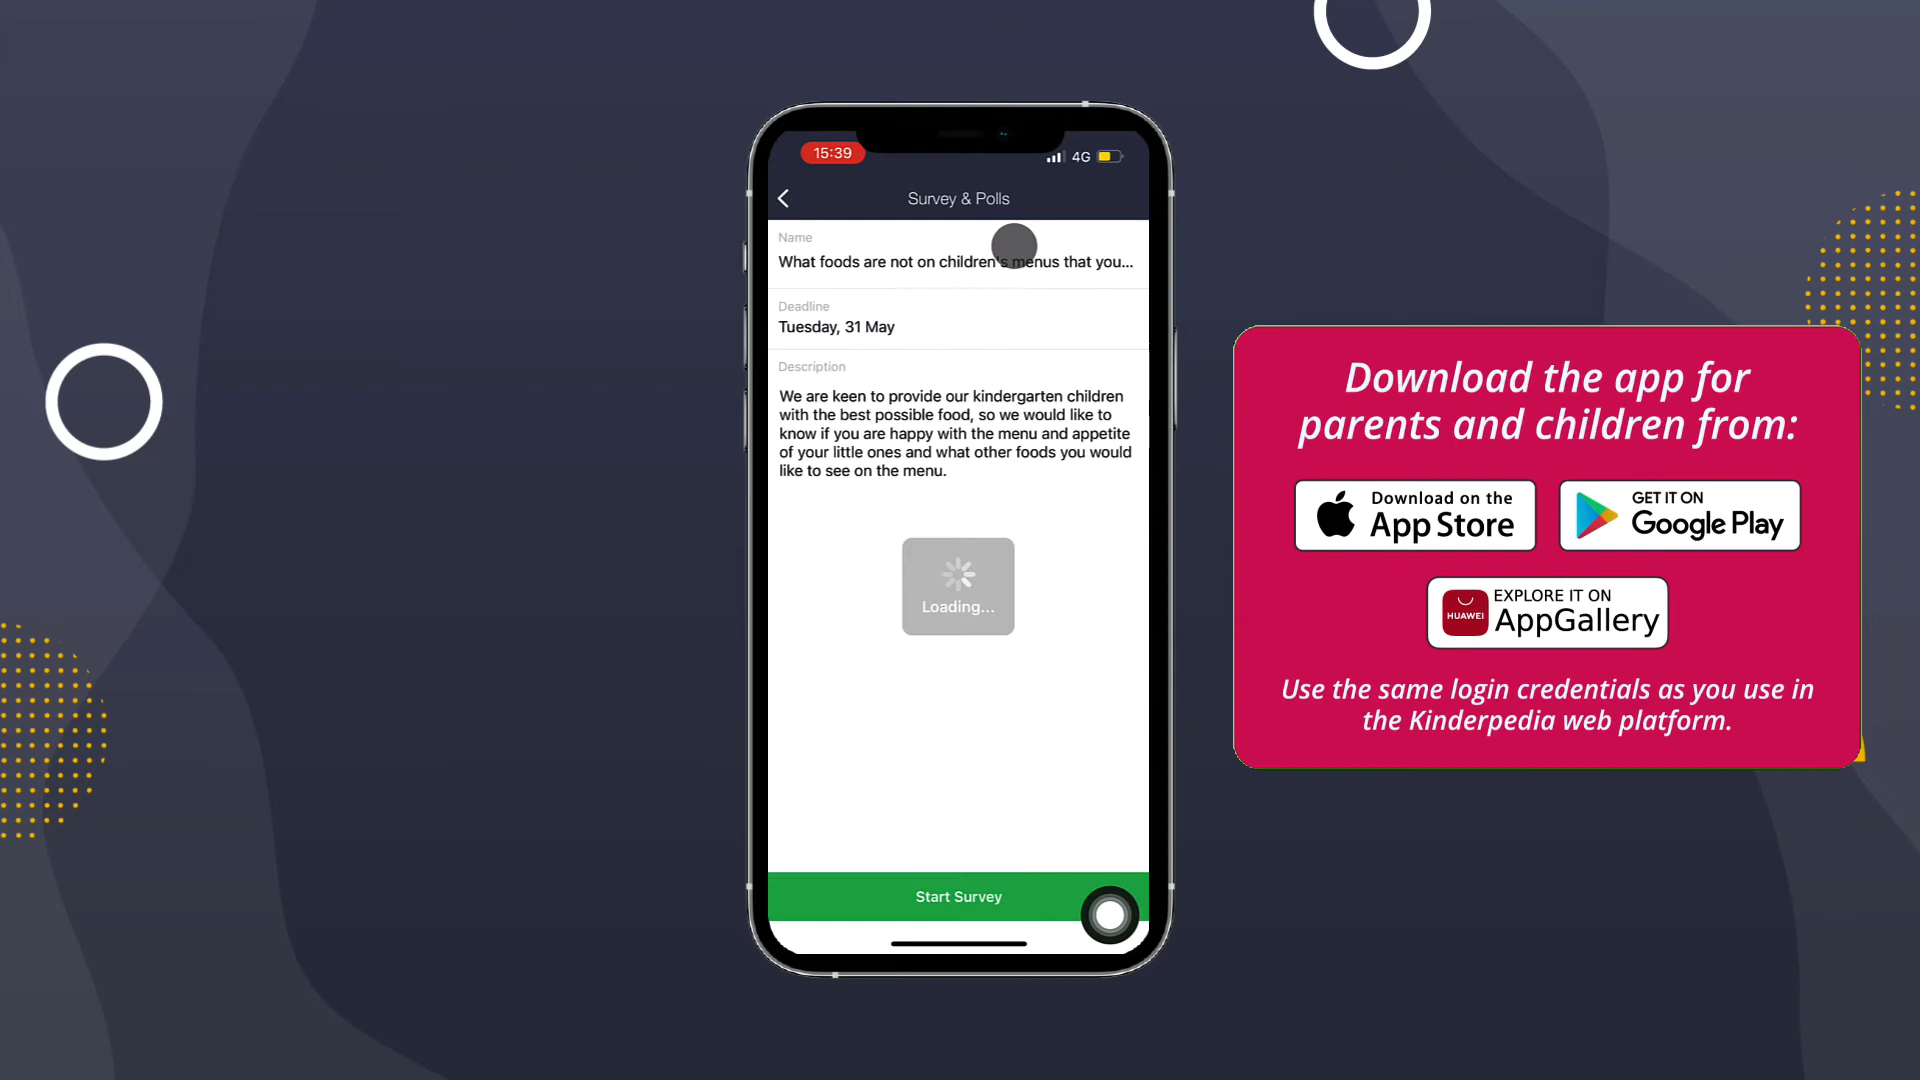 15:39
4G
Survey & Polls
Name
What foods are not on children's menus that you...
Deadline
Tuesday, 31 May
Description
We are keen to provide our kindergarten children
with the best possible food, so we would like to
know if you are happy with the menu and appetite
of your little ones and what other foods you would
like to see on the menu.
Loading...
Start Survey
Download the app for
parents and children from:
Download on the
App Store
GET IT ON
Google Play
HUAWEI
EXPLORE IT ON
AppGallery
Use the same login credentials as you use in
the Kinderpedia web platform.